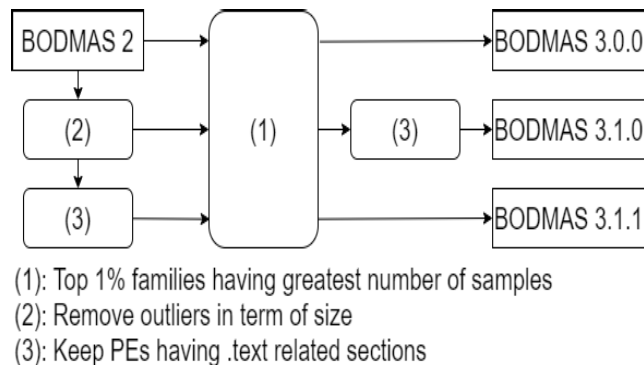 BODMAS 2
BODMAS 3.0.0
(2)
(1)
(3)
BODMAS 3.1.0
(3)
BODMAS 3.1.1
(1): Top 1% families having greatest number of samples
(2): Remove outliers in term of size
(3): Keep PEs having .text related sections